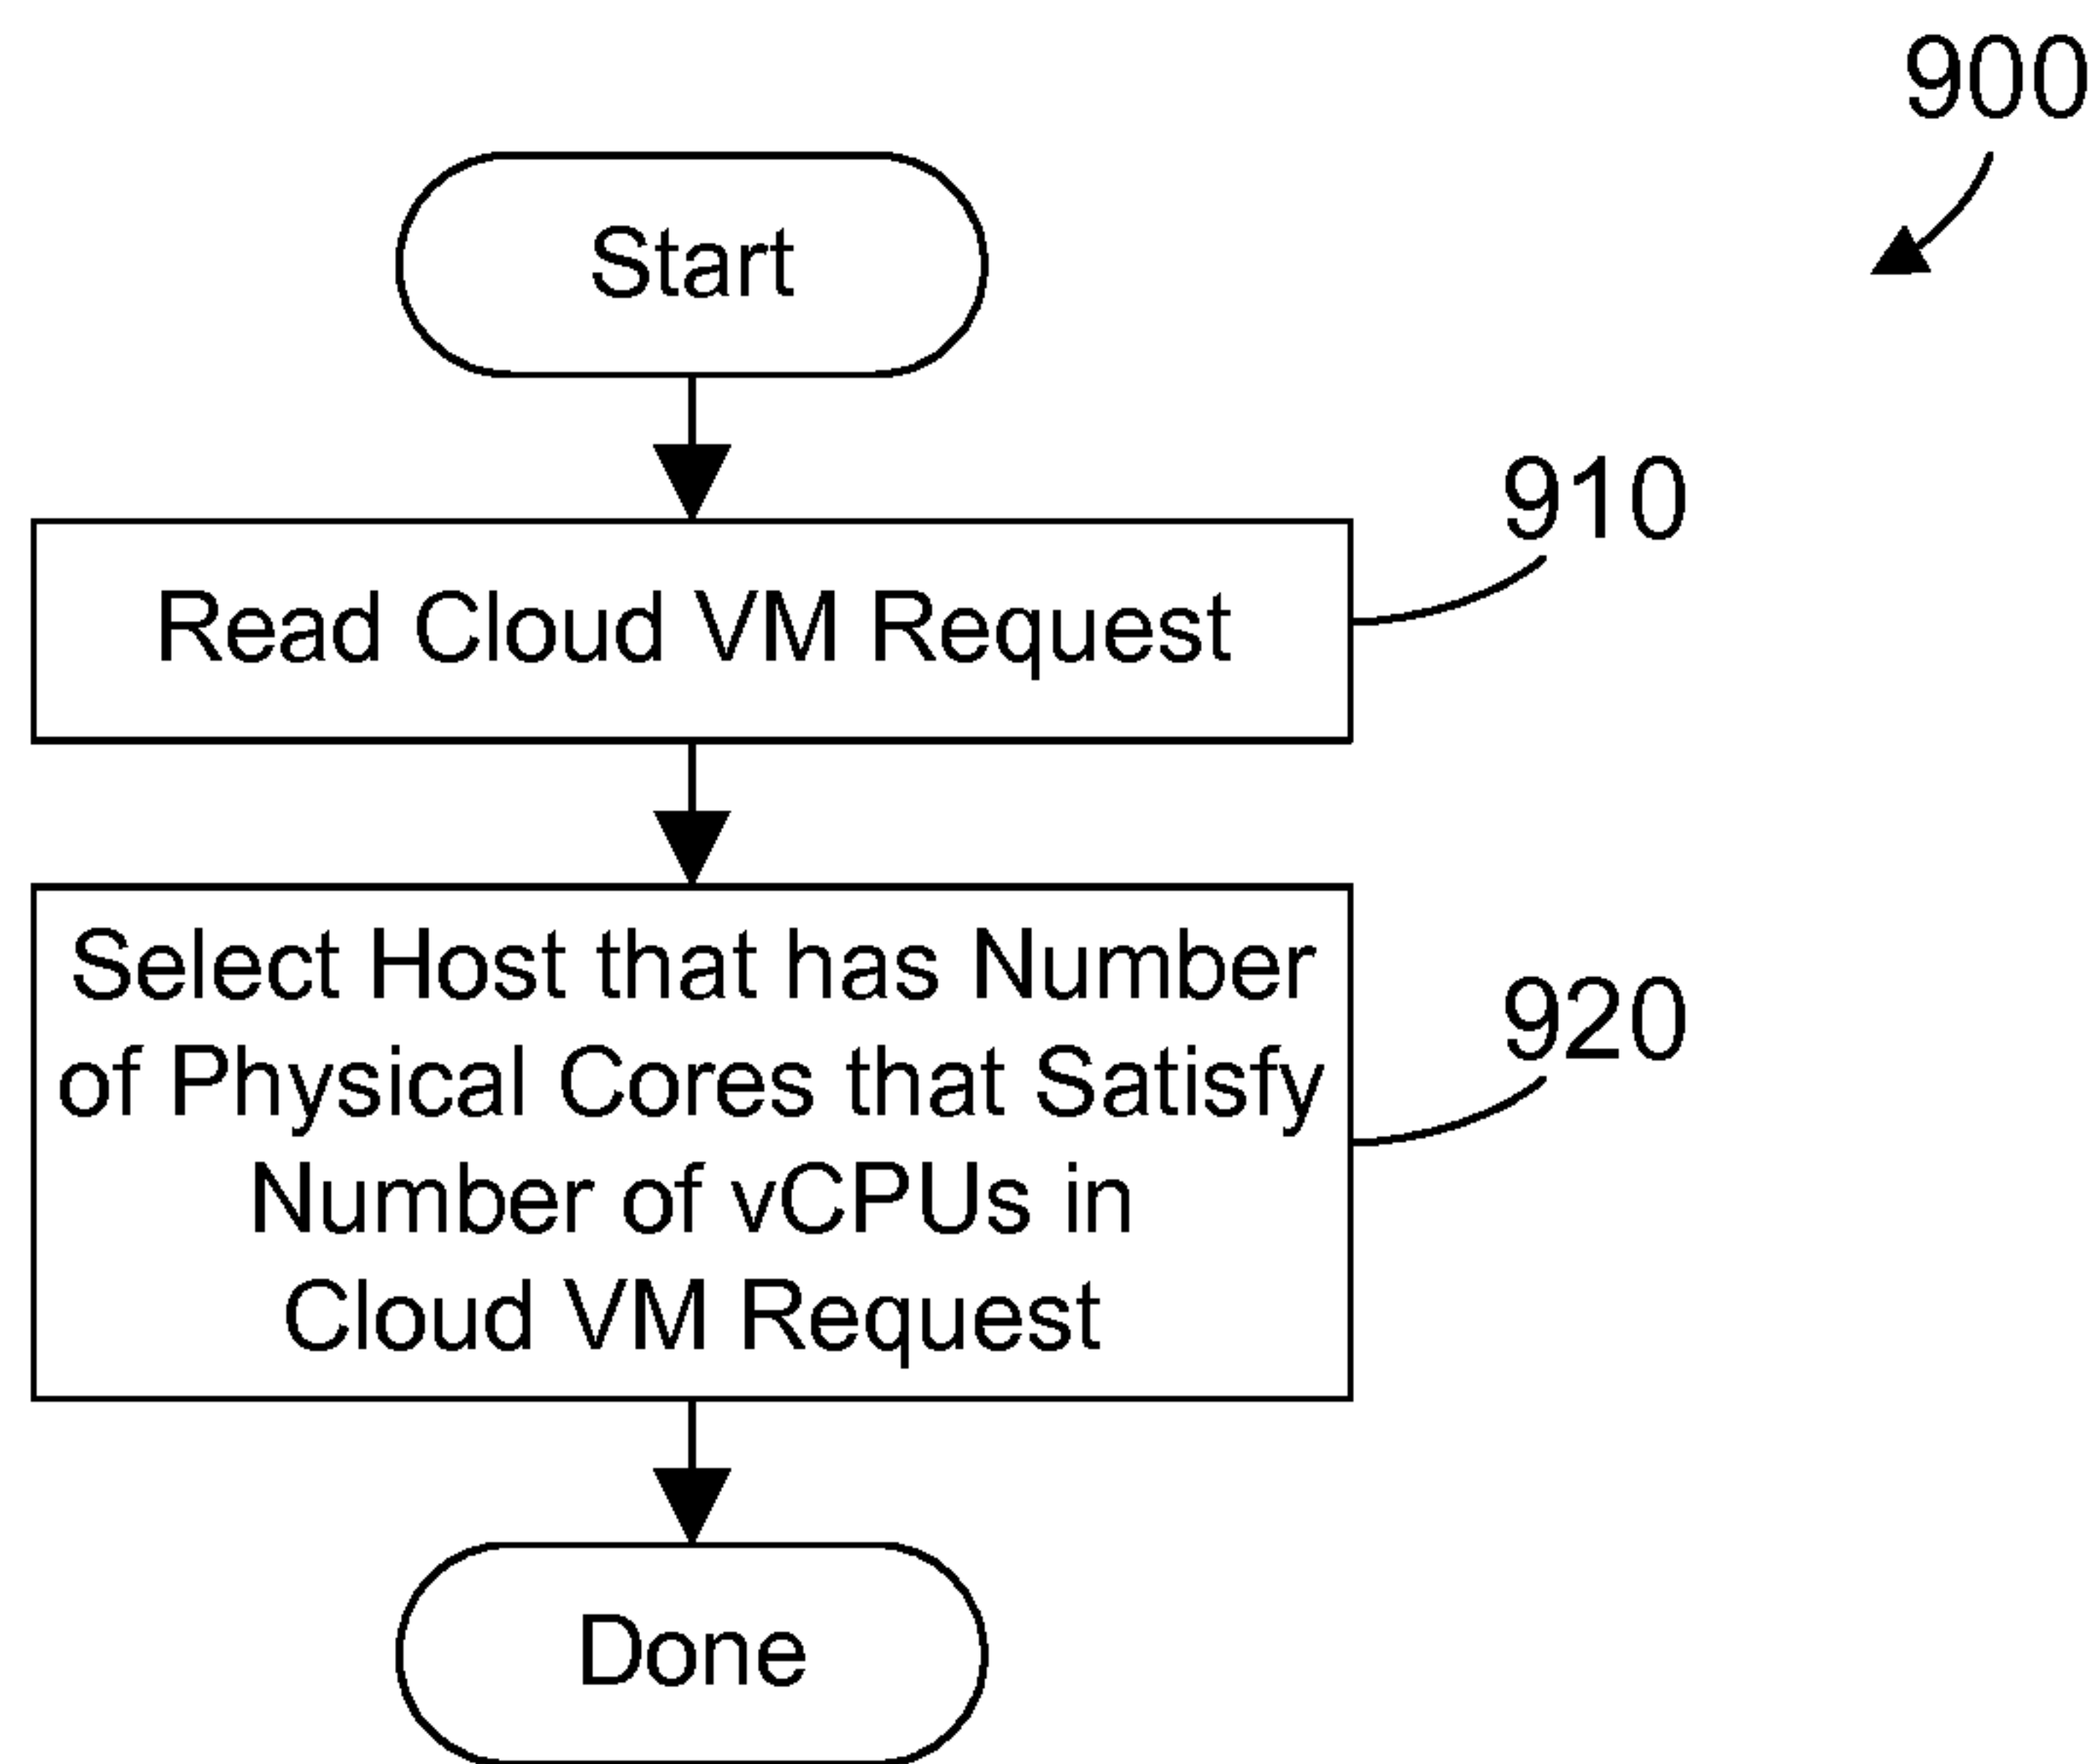 900
Start
910
Read Cloud VM Request
Select Host that has Number
920
of Physical Cores that Satisfy
Number of vCPUs in
Cloud VM Request
Done